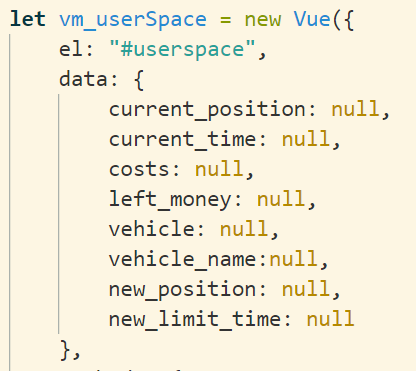 let vm_userSpace = new Vue({
el: "#userspace",
data: {
current_position: null,
current_time: null,
costs: null,
left_money: null,
vehicle: null,
vehicle_name:null,
new_position: null,
new_limit_time: null
},